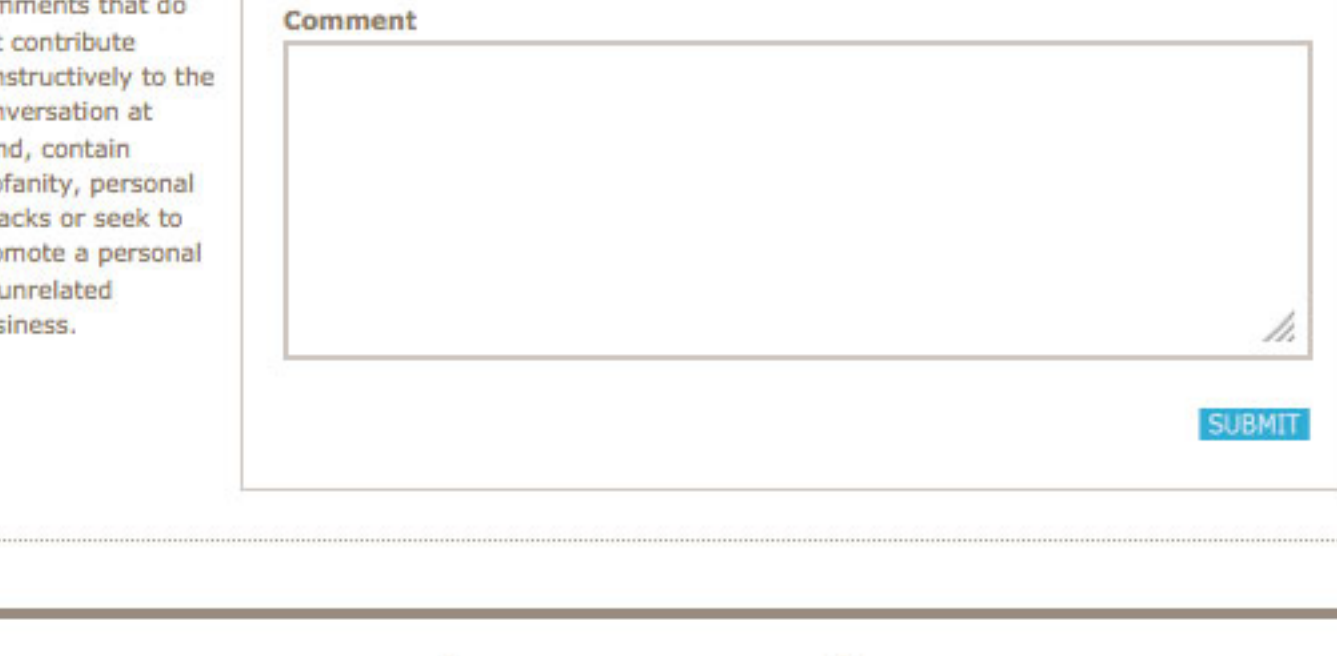 mments that do
t contribute
nstructively to the
nversation at
nd, contain
ofanity, personal
acks or seek to
omote a personal
unrelated
siness.
Comment
SUBMIT